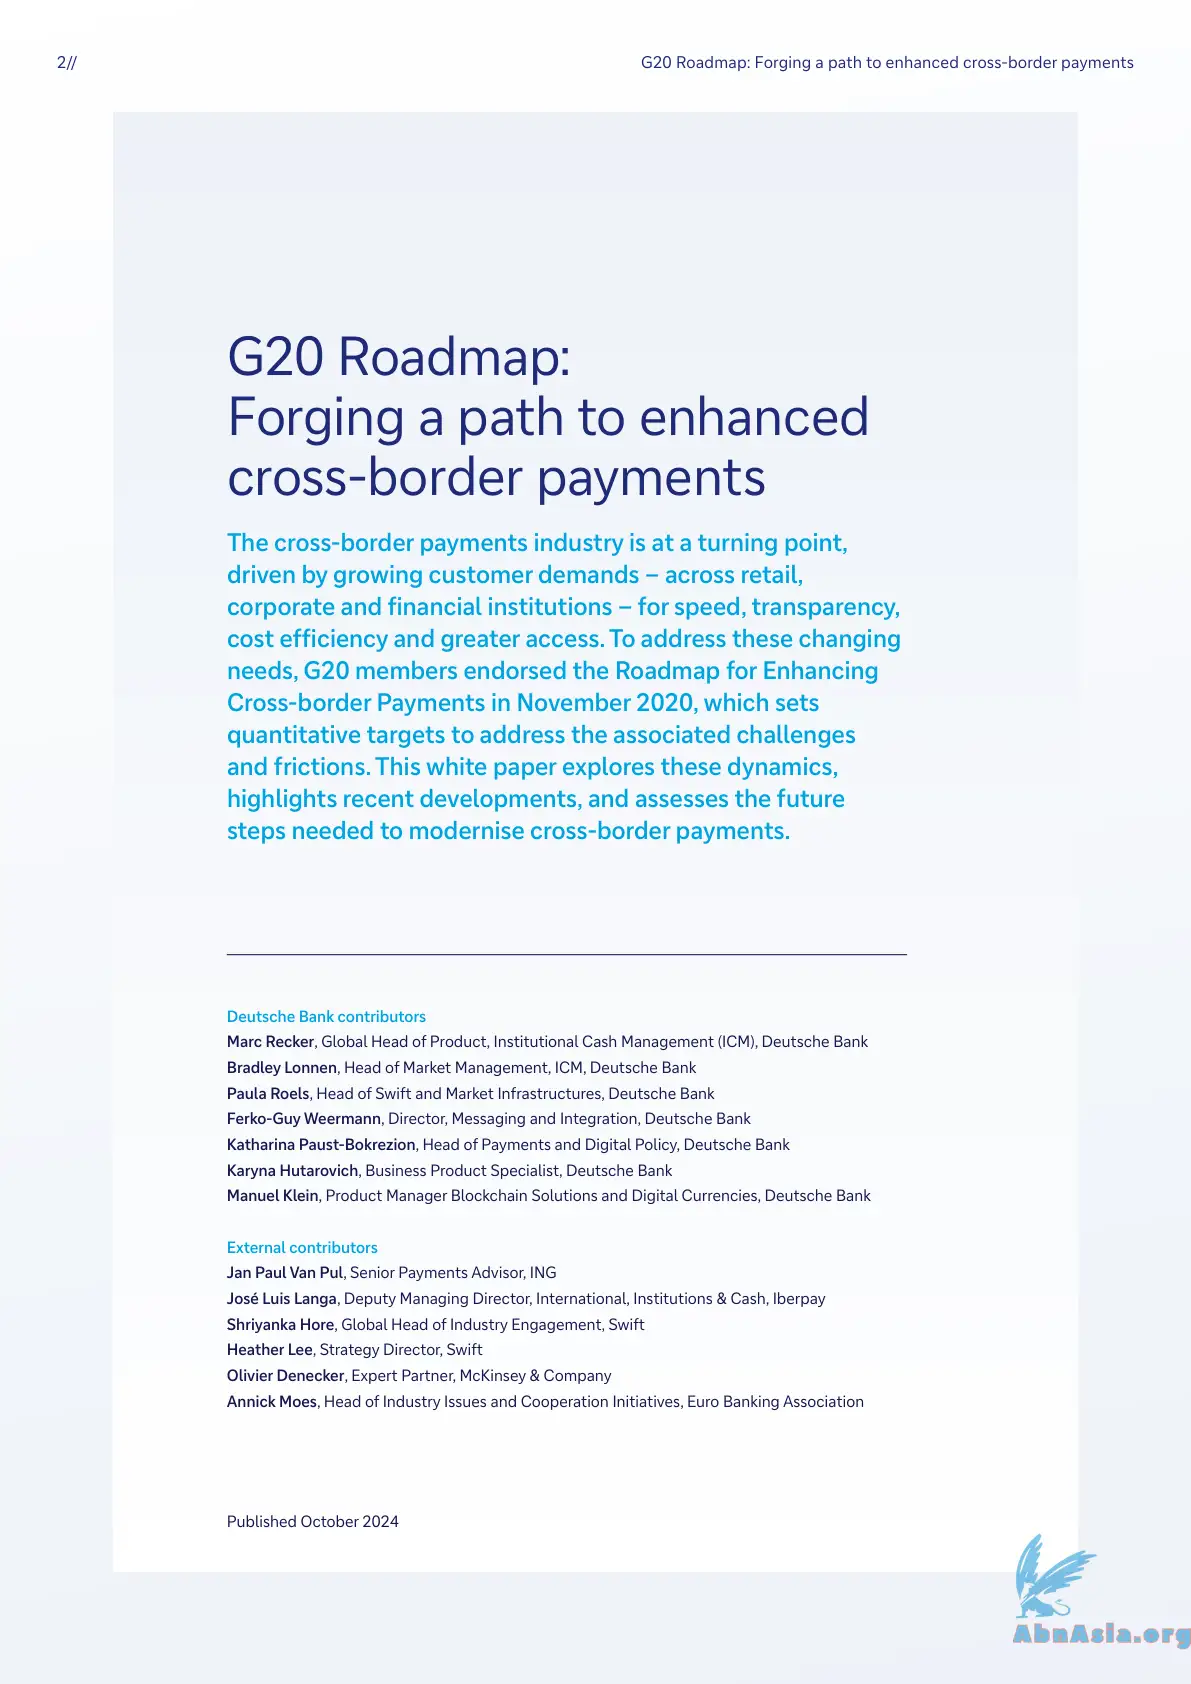 2//
G20 Roadmap: Forging a path to enhanced cross-border payments
G20 Roadmap:
Forging a path to enhanced
cross-border payments
The cross-border payments industry is at a turning point,
driven by growing customer demands – across retail,
corporate and financial institutions – for speed, transparency,
cost efficiency and greater access. To address these changing
needs, G20 members endorsed the Roadmap for Enhancing
Cross-border Payments in November 2020, which sets
quantitative targets to address the associated challenges
and frictions. This white paper explores these dynamics,
highlights recent developments, and assesses the future
steps needed to modernise cross-border payments.
Deutsche Bank contributors
Marc Recker, Global Head of Product, Institutional Cash Management (ICM), Deutsche Bank
Bradley Lonnen, Head of Market Management, ICM, Deutsche Bank
Paula Roels, Head of Swift and Market Infrastructures, Deutsche Bank
Ferko-Guy Weermann, Director, Messaging and Integration, Deutsche Bank
Katharina Paust-Bokrezion, Head of Payments and Digital Policy, Deutsche Bank
Karyna Hutarovich, Business Product Specialist, Deutsche Bank
Manuel Klein, Product Manager Blockchain Solutions and Digital Currencies, Deutsche Bank
External contributors
Jan Paul Van Pul, Senior Payments Advisor, ING
José Luis Langa, Deputy Managing Director, International, Institutions & Cash, Iberpay
Shriyanka Hore, Global Head of Industry Engagement, Swift
Heather Lee, Strategy Director, Swift
Olivier Denecker, Expert Partner, McKinsey & Company
Annick Moes, Head of Industry Issues and Cooperation Initiatives, Euro Banking Association
Published October 2024
AbnAsia.org